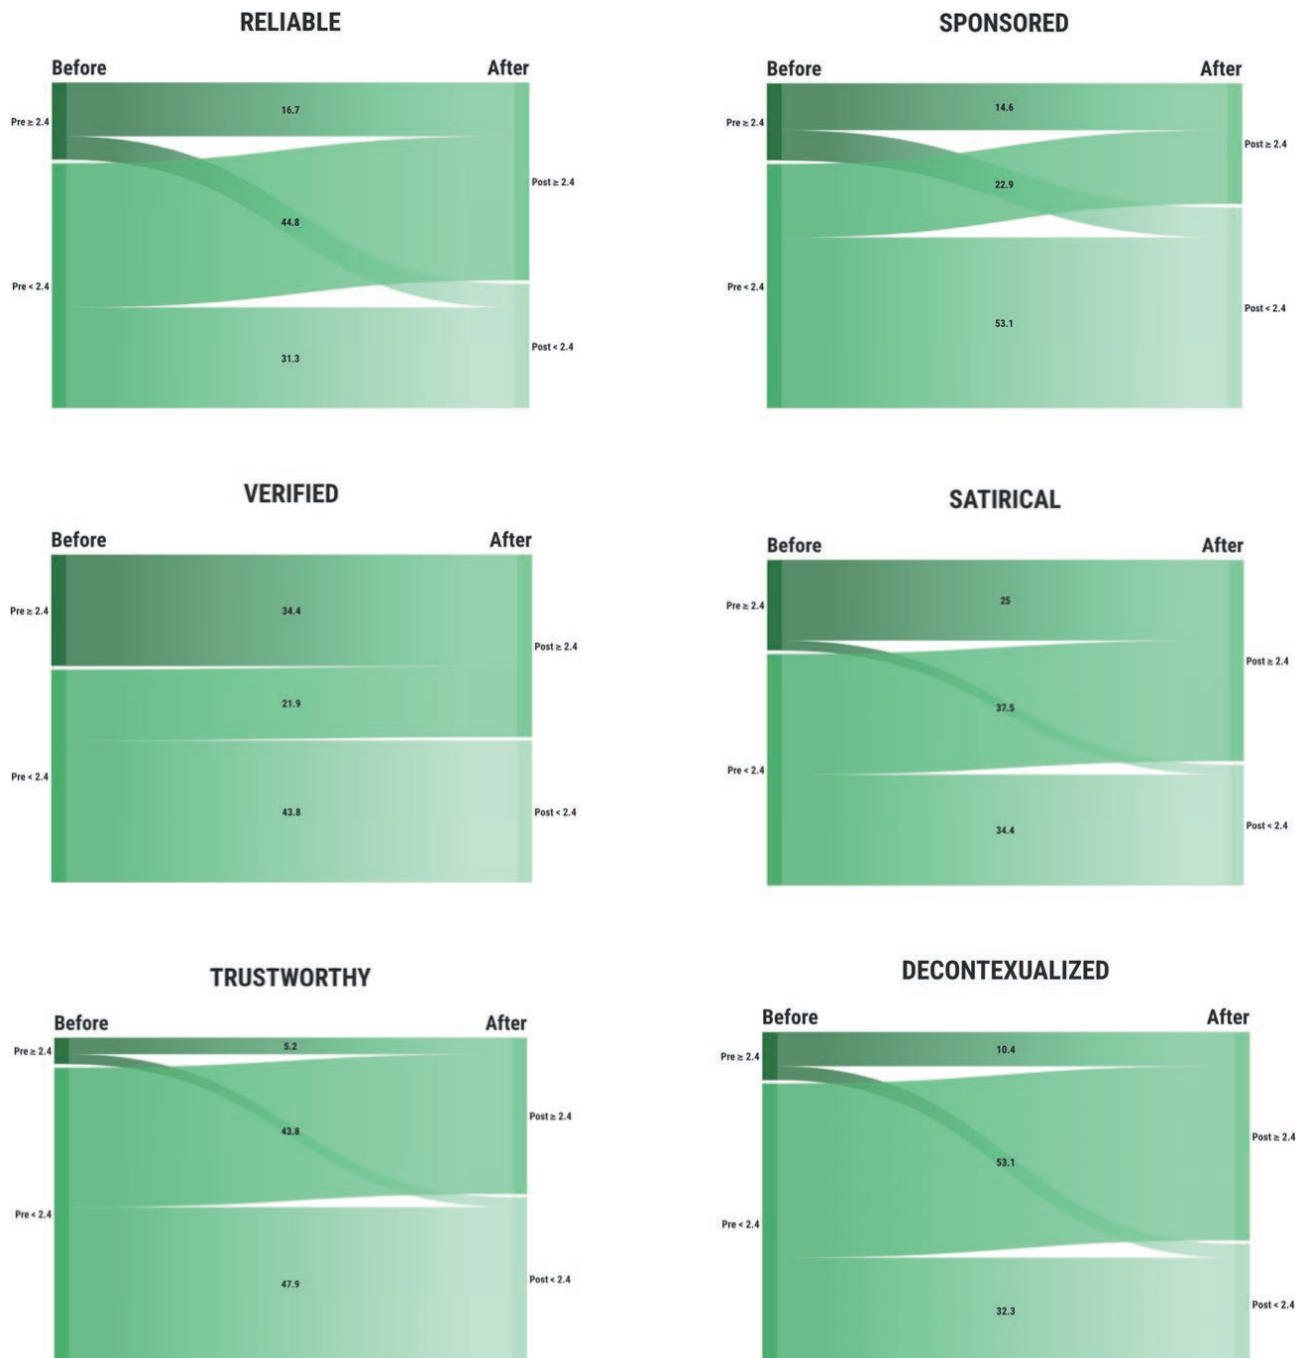 RELIABLE
Before After
Pre ≥ 2.4
16.7
Post ≥ 2.4
44.8
Pre < 2.4
Post < 2.4
31.3
SPONSORED
Before After
14.6
Pre ≥ 2.4
Post ≥ 2.4
22.9
Pre < 2.4
Post < 2.4
53.1
VERIFIED
Before After
Pre ≥ 2.4
34.4
Post ≥ 2.4
21.9
Pre < 2.4
43.8
Post < 2.4
SATIRICAL
Before After
25
Pre ≥ 2.4
Post ≥ 2.4
37.5
Pre < 2.4
Post < 2.4
34.4
TRUSTWORTHY
Before After
5.2
Pre ≥ 2.4
Post ≥ 2.4
43.8
Pre < 2.4
Post < 2.4
47.9
DECONTEXUALIZED
Before After
10.4
Pre ≥ 2.4
Post ≥ 2.4
53.1
Pre < 2.4
Post < 2.4
32.3